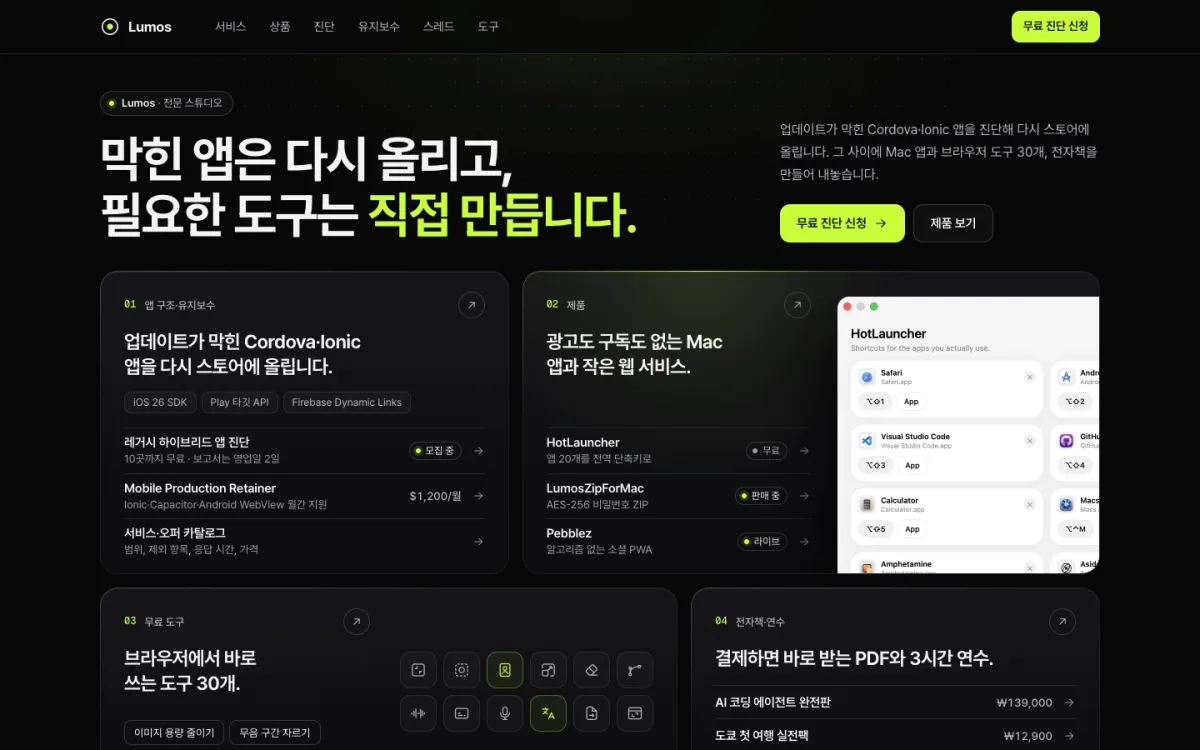 Lumos 서비스 상품 진단 유지보수 스레드 도구 무료 진단 신청
Lumos · 전문 스튜디오
막힌 앱은 다시 올리고,
필요한 도구는 직접 만듭니다.
업데이트가 막힌 Cordova·Ionic 앱을 진단해 다시 스토어에
올립니다. 그 사이에 Mac 앱과 브라우저 도구 30개, 전자책을
만들어 내놓습니다.
무료 진단 신청 → 제품 보기
01 앱 구조·유지보수
업데이트가 막힌 Cordova·Ionic
앱을 다시 스토어에 올립니다.
iOS 26 SDK Play 타깃 API Firebase Dynamic Links
레거시 하이브리드 앱 진단 모집 중 →
10곳까지 무료 · 보고서는 영업일 2일
Mobile Production Retainer $1,200/월 →
Ionic·Capacitor·Android WebView 월간 지원
서비스·오퍼 카탈로그 →
범위, 제외 항목, 응답 시간, 가격
02 제품
광고도 구독도 없는 Mac
앱과 작은 웹 서비스.
HotLauncher 무료 →
앱 20개를 전역 단축키로
LumosZipForMac 판매 중 →
AES-256 비밀번호 ZIP
Pebblez 라이브 →
알고리즘 없는 소셜 PWA
HotLauncher
Shortcuts for the apps you actually use.
Safari
Safari.app
⌥⇧1 App
Andro
Andro
⌥⇧2
Visual Studio Code
Visual Studio Code.app
⌥⇧3 App
GitHu
GitHu
⌥⇧4
Calculator
Calculator.app
⌥⇧5 App
Macs
Macs
⌥⌃M
Amphetamine
Asid
03 무료 도구
브라우저에서 바로
쓰는 도구 30개.
이미지 용량 줄이기 무음 구간 자르기
04 전자책·연수
결제하면 바로 받는 PDF와 3시간 연수.
AI 코딩 에이전트 완전판 ₩139,000 →
도쿄 첫 여행 실전팩 ₩12,900 →